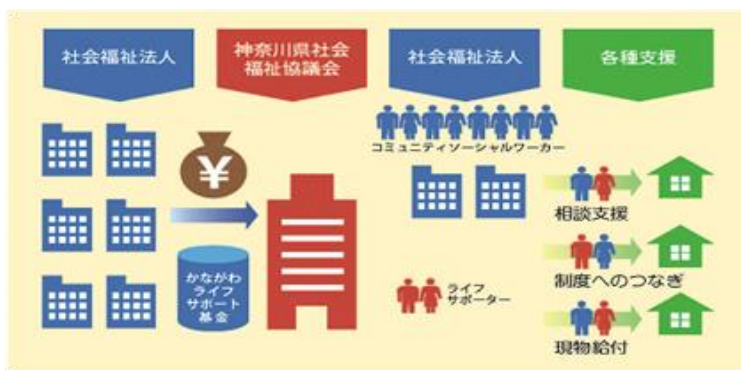 社会福祉法人
神奈川県社会
福祉協議会
社会福祉法人
各種支援
¥
かながわ
ライフ
サポート
基金
コミュニティソーシャルワーカー
ライフ
サポーター
相談支援
制度へのつなぎ
現物給付